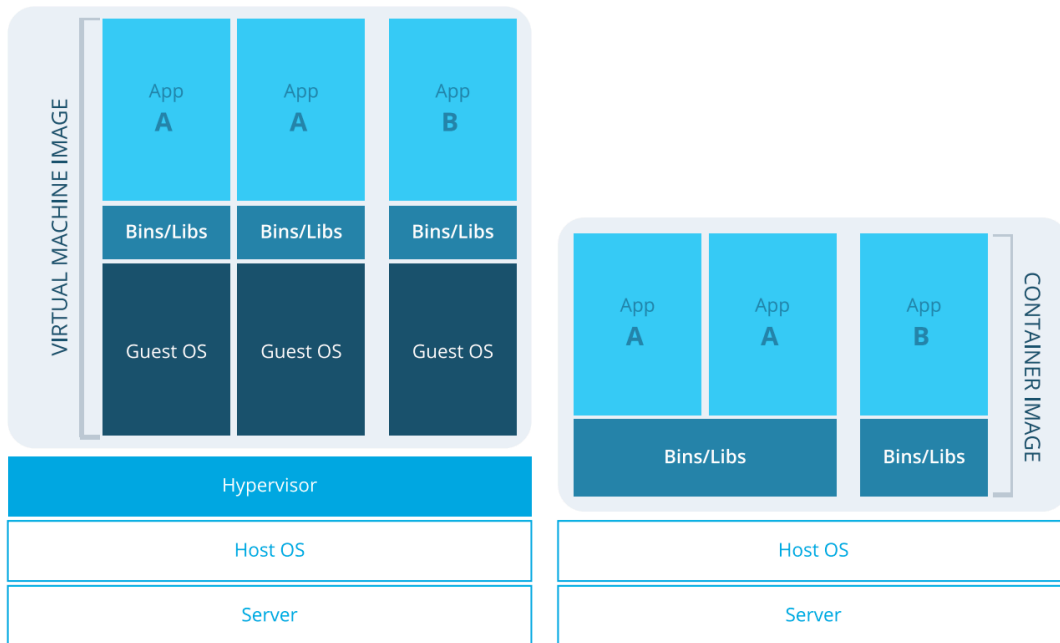 VIRTUAL MACHINE IMAGE
App
A
App
A
App
B
Bins/Libs
Bins/Libs
Bins/Libs
Guest OS
Guest OS
Guest OS
Hypervisor
Host OS
Server
App
A
App
A
App
B
Bins/Libs
Bins/Libs
CONTAINER IMAGE
Host OS
Server